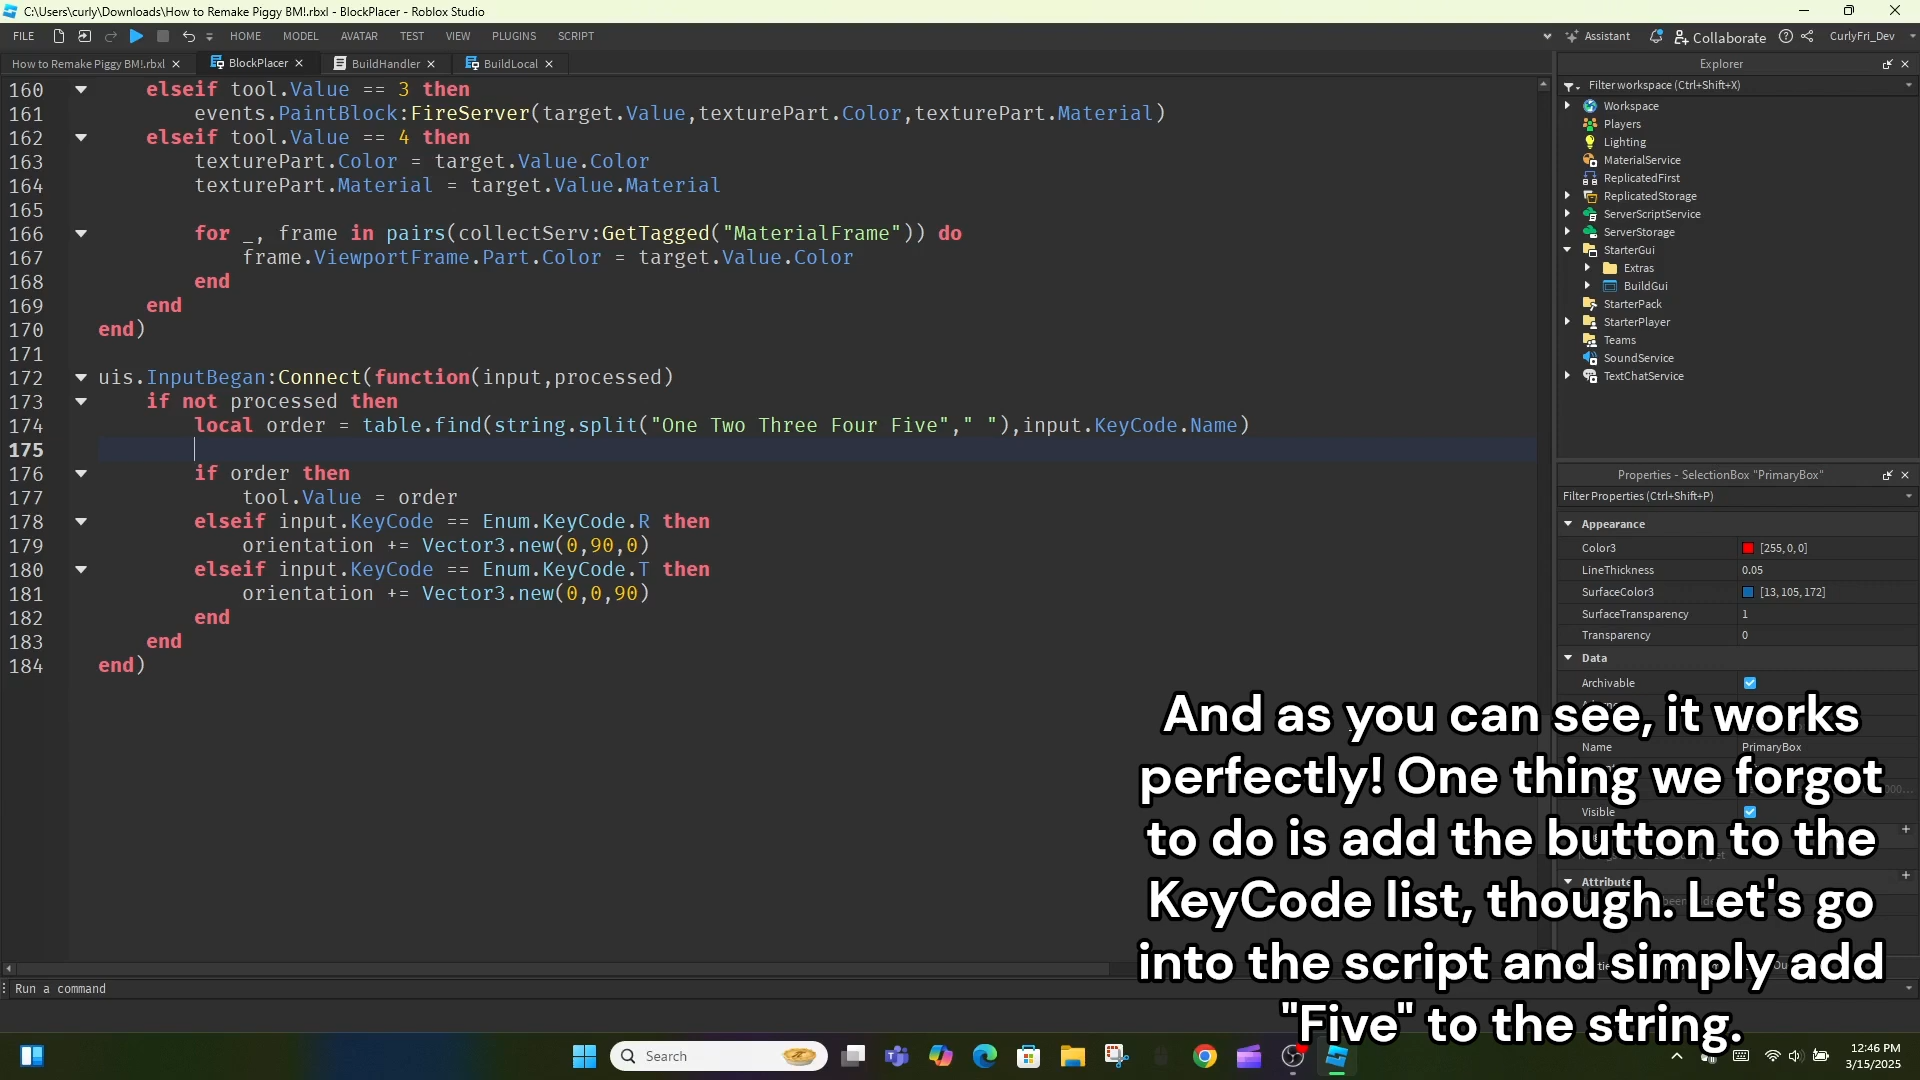 C:\Users\curly\Downloads\How to Remake Piggy BM!.rbxl - BlockPlacer - Roblox Studio
FILE HOME MODEL AVATAR TEST VIEW PLUGINS SCRIPT Assistant Collaborate CurlyFri_Dev
How to Remake Piggy BM!.rbxl BlockPlacer BuildHandler BuildLocal
160 elseif tool.Value == 3 then
161 events.PaintBlock:FireServer(target.Value,texturePart.Color,texturePart.Material)
162 elseif tool.Value == 4 then
163 texturePart.Color = target.Value.Color
164 texturePart.Material = target.Value.Material
165
166 for _, frame in pairs(collectServ:GetTagged("MaterialFrame")) do
167 frame.ViewportFrame.Part.Color = target.Value.Color
168 end
169 end
170 end)
171
172 uis.InputBegan:Connect(function(input,processed)
173 if not processed then
174 local order = table.find(string.split("One Two Three Four Five"," "),input.KeyCode.Name)
175
176 if order then
177 tool.Value = order
178 elseif input.KeyCode == Enum.KeyCode.R then
179 orientation += Vector3.new(0,90,0)
180 elseif input.KeyCode == Enum.KeyCode.T then
181 orientation += Vector3.new(0,0,90)
182 end
183 end
184 end)
Explorer
Filter workspace (Ctrl+Shift+X)
Workspace
Players
Lighting
MaterialService
ReplicatedFirst
ReplicatedStorage
ServerScriptService
ServerStorage
StarterGui
Extras
BuildGui
StarterPack
StarterPlayer
Teams
SoundService
TextChatService
Properties - SelectionBox "PrimaryBox"
Filter Properties (Ctrl+Shift+P)
Appearance
Color3 [255, 0, 0]
LineThickness 0.05
SurfaceColor3 [13, 105, 172]
SurfaceTransparency 1
Transparency 0
Data
Archivable
Name PrimaryBox
Visible
Attribute
And as you can see, it works
perfectly! One thing we forgot
to do is add the button to the
KeyCode list, though. Let's go
into the script and simply add
"Five" to the string.
Run a command
Search
12:46 PM
3/15/2025